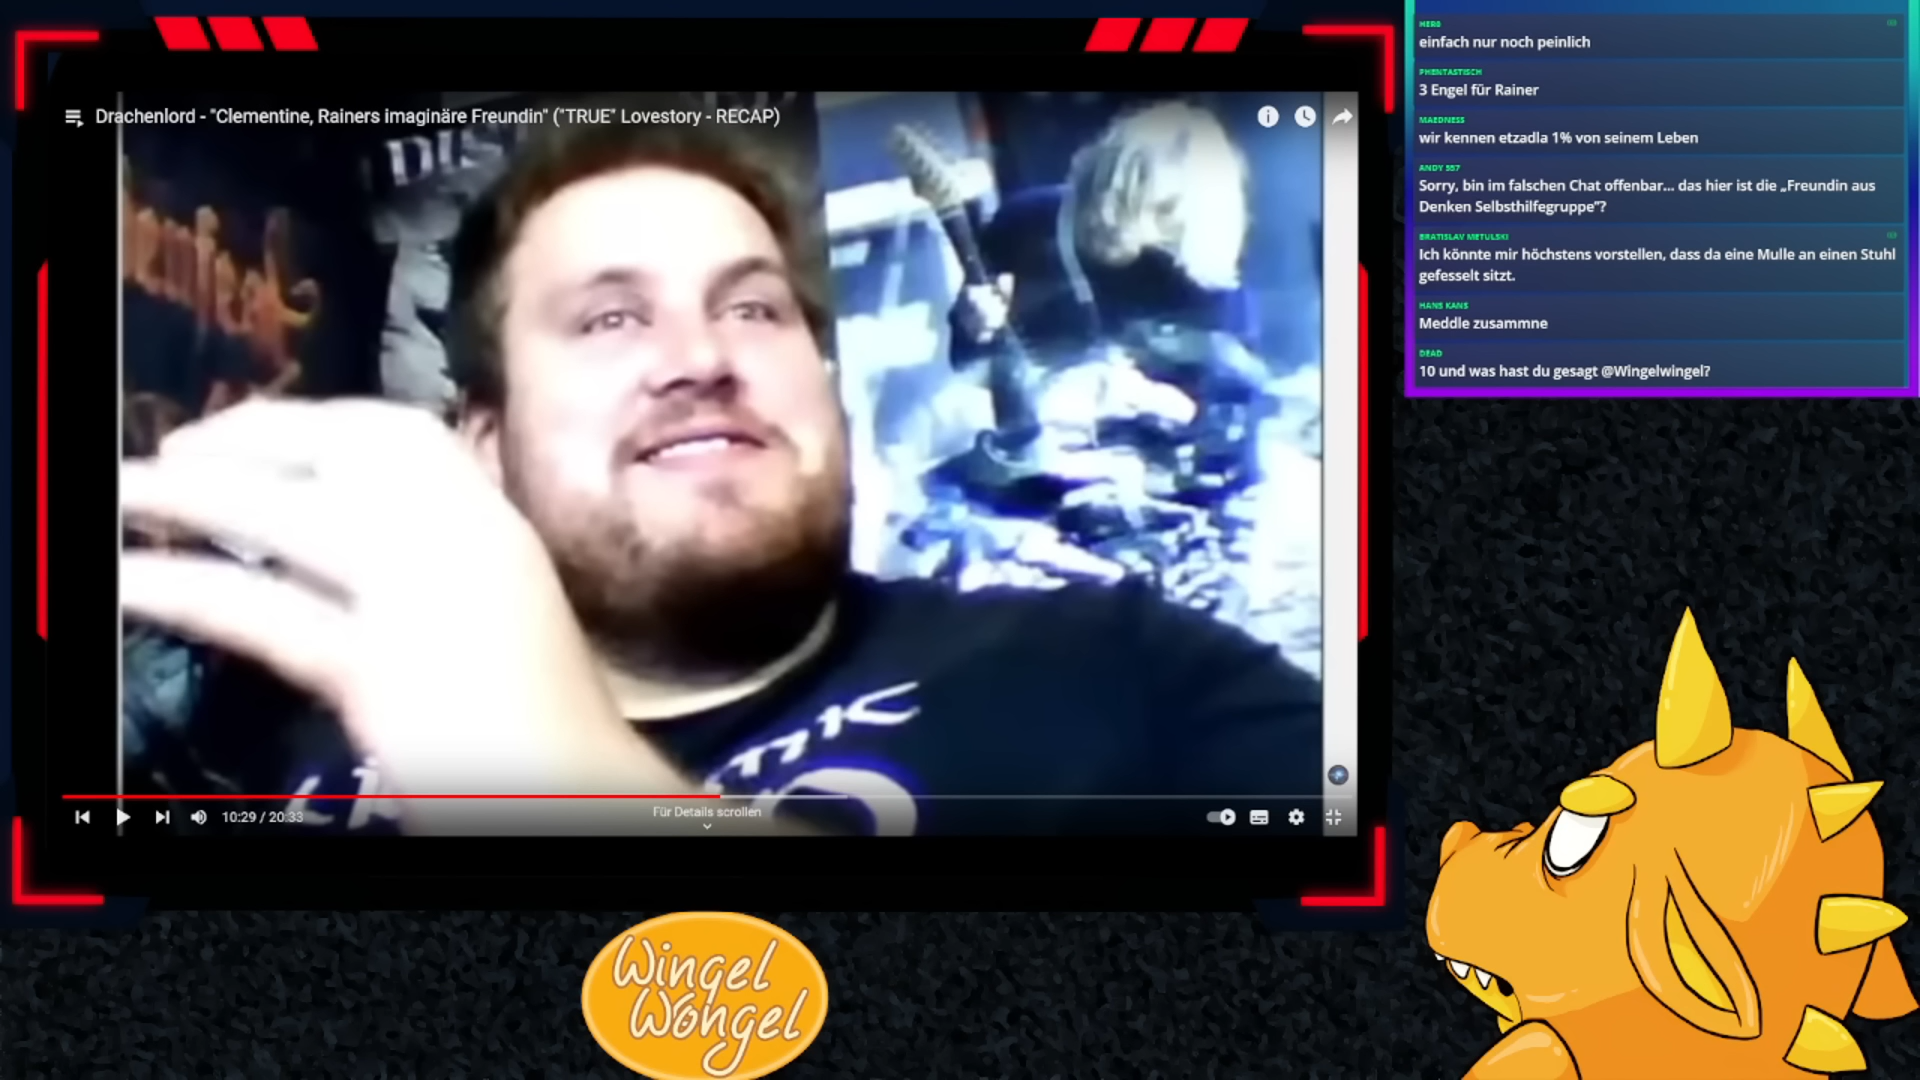 Drachenlord - "Clementine, Rainers imaginäre Freundin" ("TRUE" Lovestory - RECAP)
DIS
10:29 / 20:33
Für Details scrollen
HER0
einfach nur noch peinlich
PHENTASTISCH
3 Engel für Rainer
MAEDNESS
wir kennen etzadla 1% von seinem Leben
ANDY 557
Sorry, bin im falschen Chat offenbar... das hier ist die „Freundin aus
Denken Selbsthilfegruppe"?
BRATISLAV METULSKI
Ich könnte mir höchstens vorstellen, dass da eine Mulle an einen Stuhl
gefesselt sitzt.
HANS KANS
Meddle zusammne
DEAD
10 und was hast du gesagt @Wingelwingel?
Wingel
Wongel